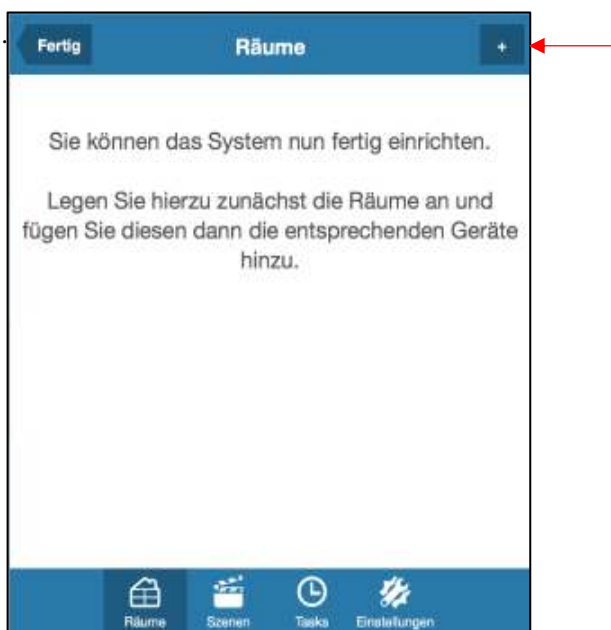 Fertig Räume +
Sie können das System nun fertig einrichten.
Legen Sie hierzu zunächst die Räume an und
fügen Sie diesen dann die entsprechenden Geräte
hinzu.
Räume Szenen Tasks Einstellungen